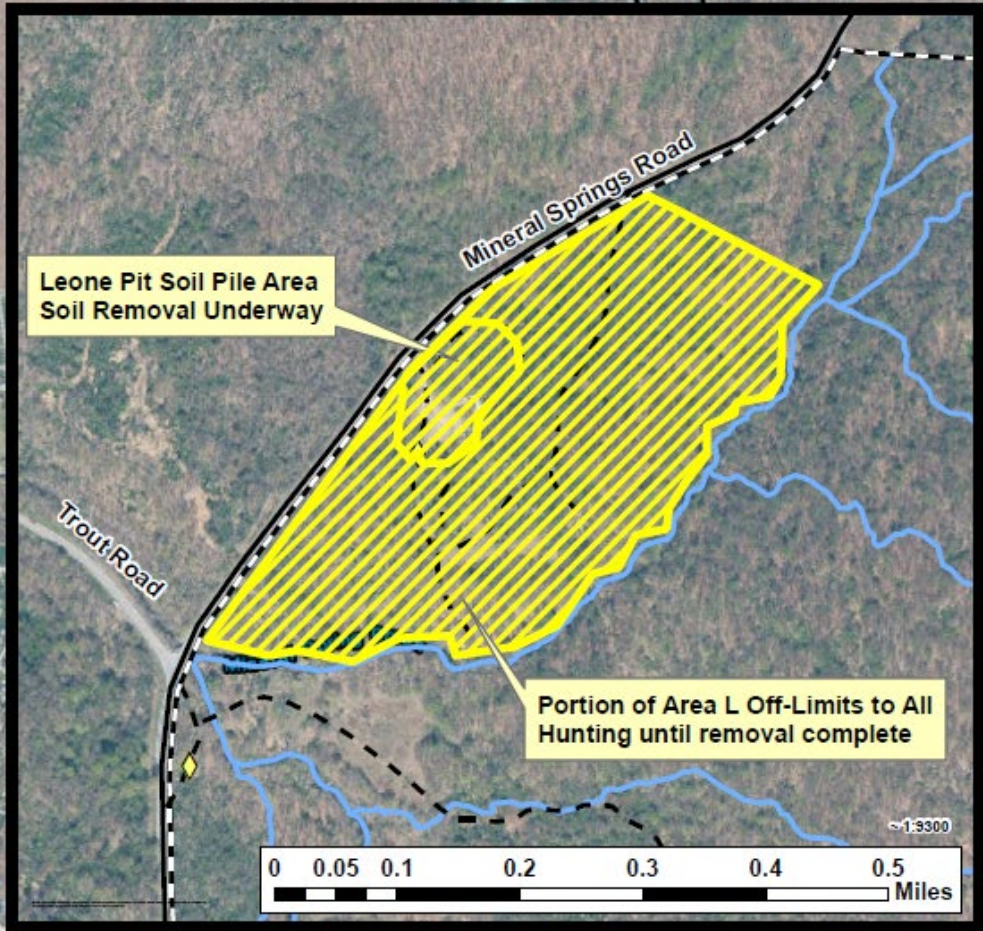 Mineral Springs Road
Leone Pit Soil Pile Area
Soil Removal Underway
Trout Road
Portion of Area L Off-Limits to All
Hunting until removal complete
~ 1:9300
0 0.05 0.1 0.2 0.3 0.4 0.5
Miles